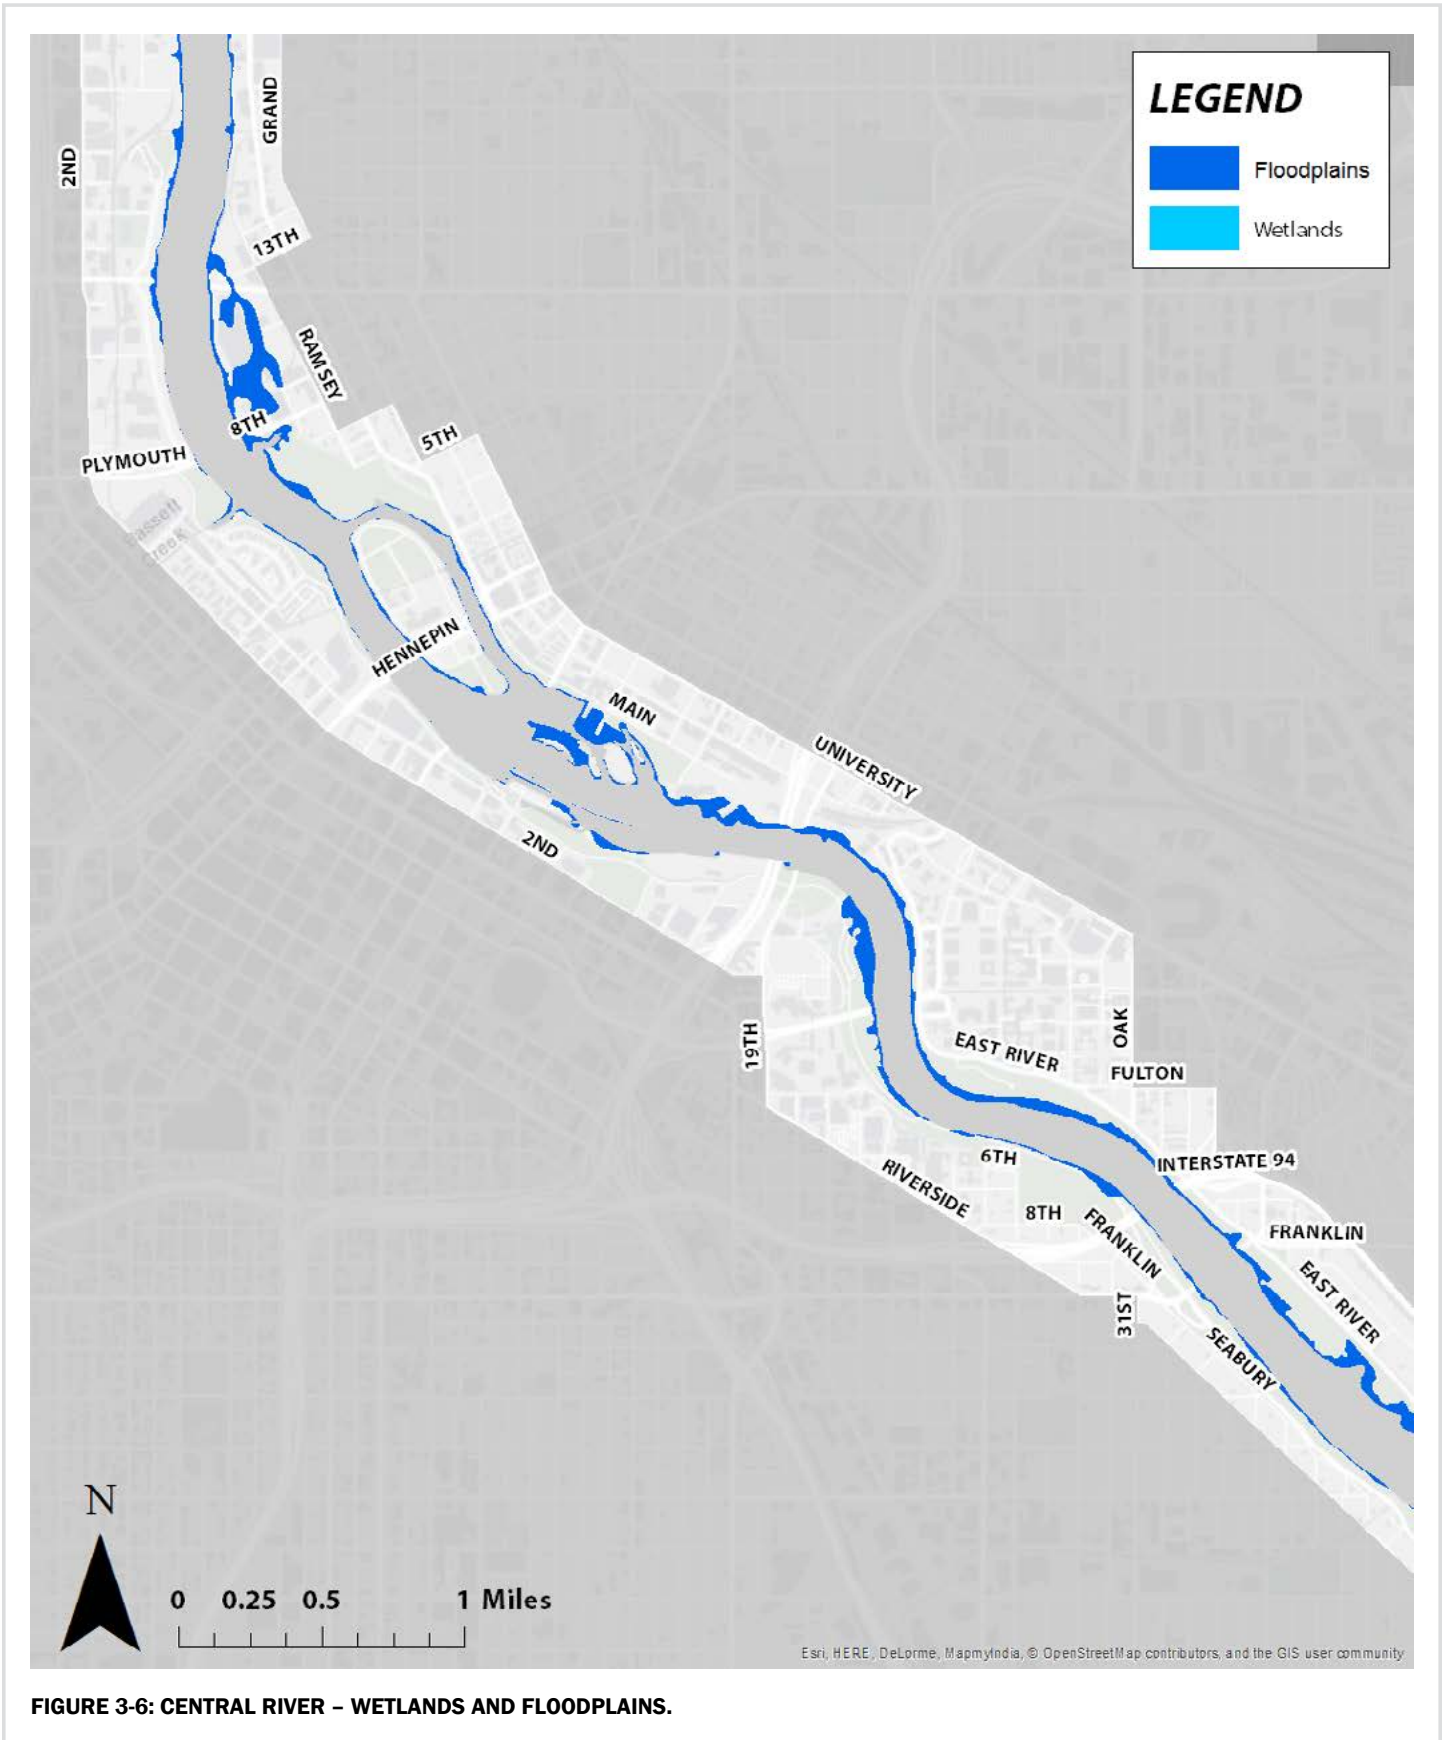 LEGEND
Floodplains
Wetlands
GRAND
2ND
13TH
RAMSEY
8TH
5TH
PLYMOUTH
Bassett
Creek
HENNEPIN
MAIN
UNIVERSITY
2ND
19TH
OAK
EAST RIVER
FULTON
6TH
INTERSTATE 94
RIVERSIDE
8TH
FRANKLIN
FRANKLIN
EAST RIVER
31ST
SEABURY
N
0 0.25 0.5 1 Miles
Esri, HERE, DeLorme, MapmyIndia, © OpenStreetMap contributors, and the GIS user community
FIGURE 3-6: CENTRAL RIVER – WETLANDS AND FLOODPLAINS.